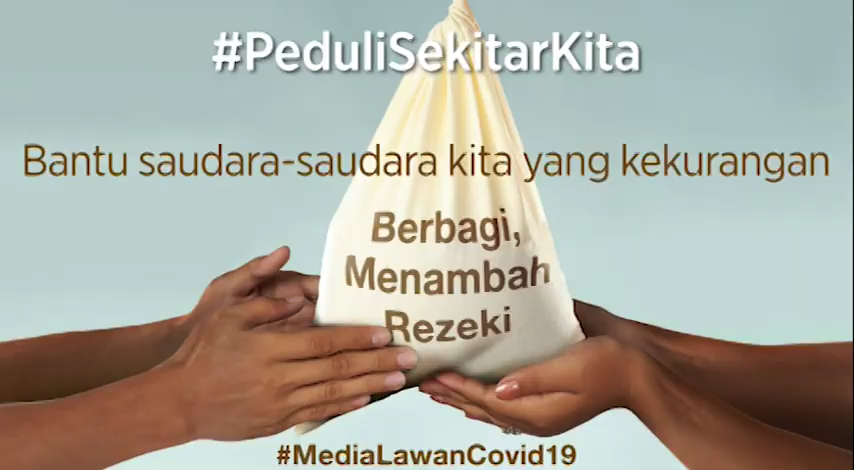 #PeduliSekitarKita
Bantu saudara-saudara kita yang kekurangan
Berbagi,
Menambah
Rezeki
#MediaLawanCovid19